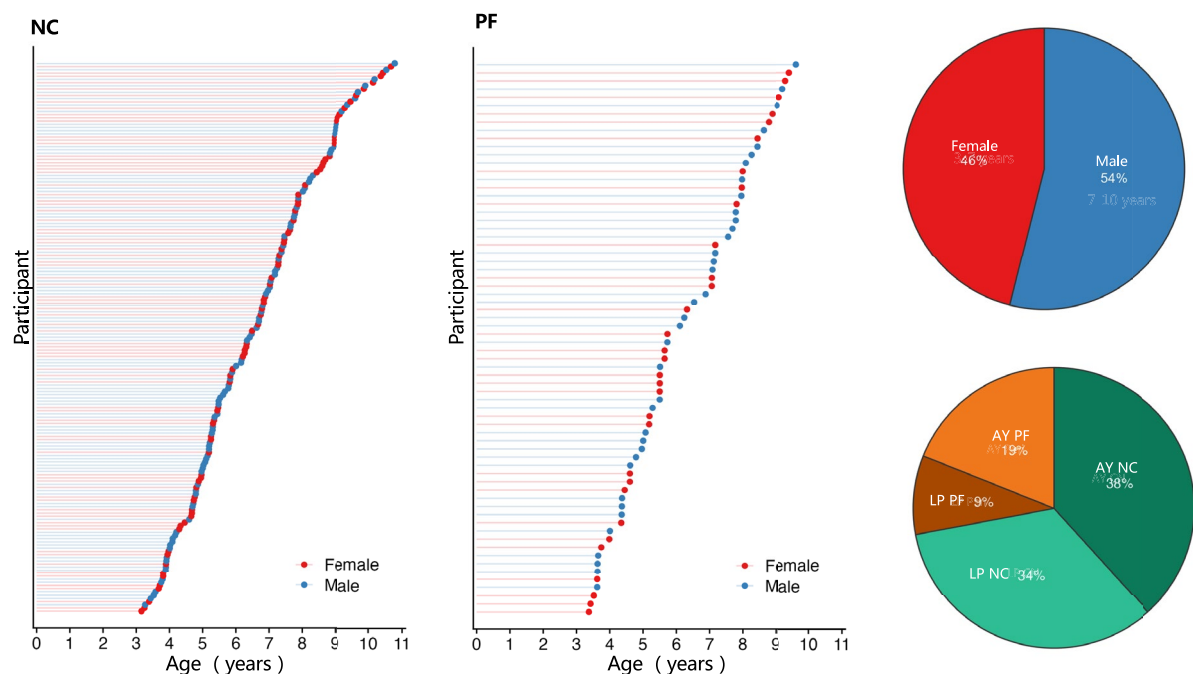 NC
Participant
Female
Male
0 1 2 3 4 5 6 7 8 9 10 11
Age ( years )
PF
Participant
Female
Male
0 1 2 3 4 5 6 7 8 9 10 11
Age ( years )
Female
46%
Male
54%
7 10 years
AY PF
19%
AY NC
38%
LP PF 9%
LP NC 34%